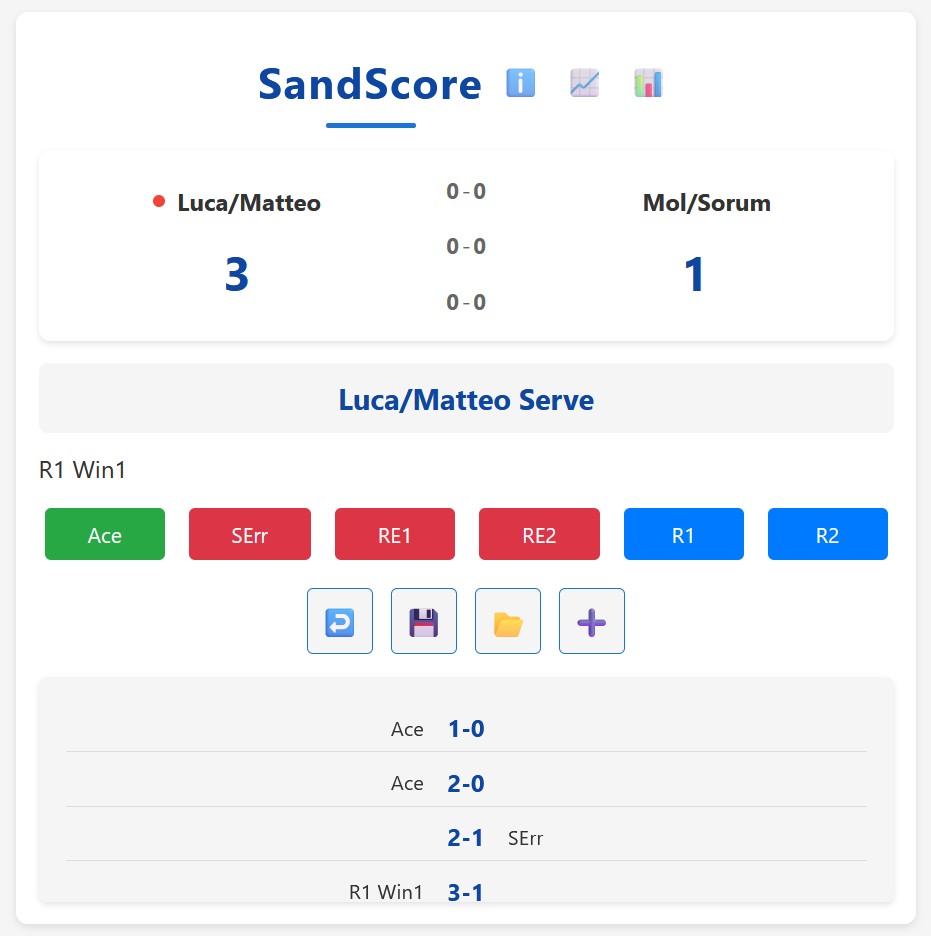 SandScore
Luca/Matteo
3
0-0
0-0
0-0
Mol/Sorum
1
Luca/Matteo Serve
R1 Win1
Ace SErr RE1 RE2 R1 R2
Ace 1-0
Ace 2-0
2-1 SErr
R1 Win1 3-1